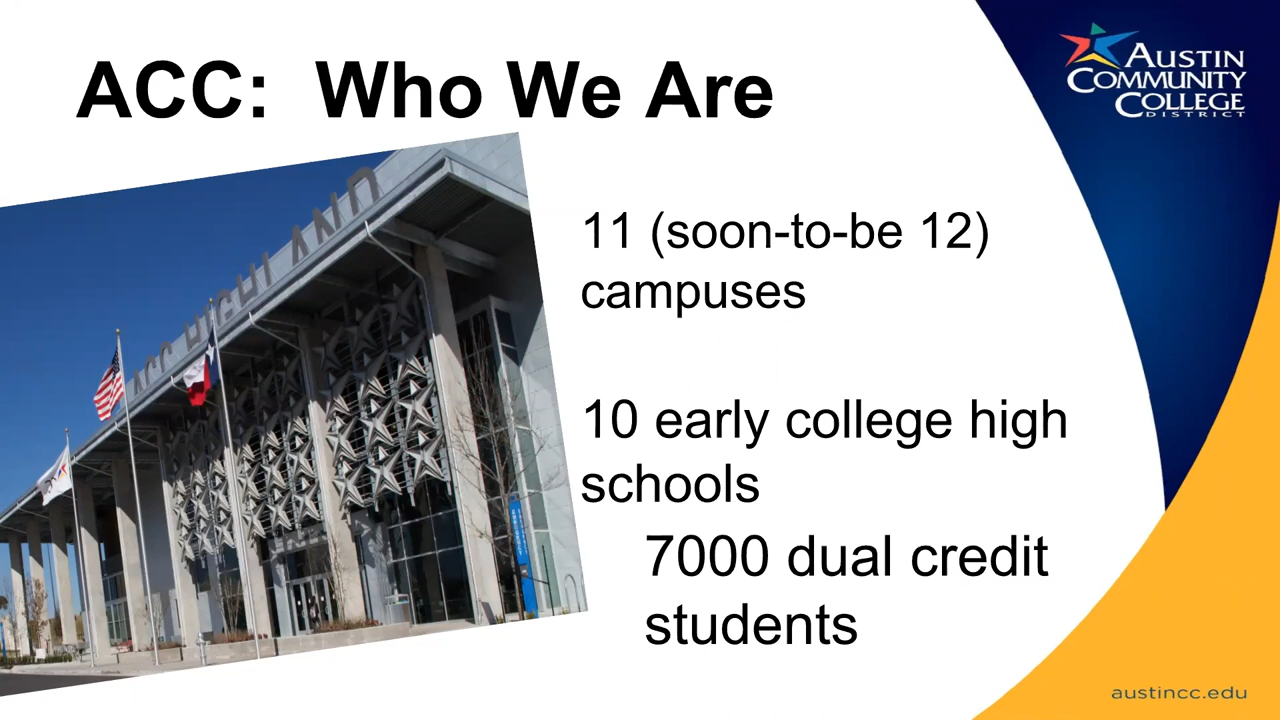 ACC: Who We Are
AUSTIN
COMMUNITY
COLLEGE
DISTRICT
ACC HIGHLAND
11 (soon-to-be 12)
campuses
10 early college high
schools
7000 dual credit
students
austincc.edu